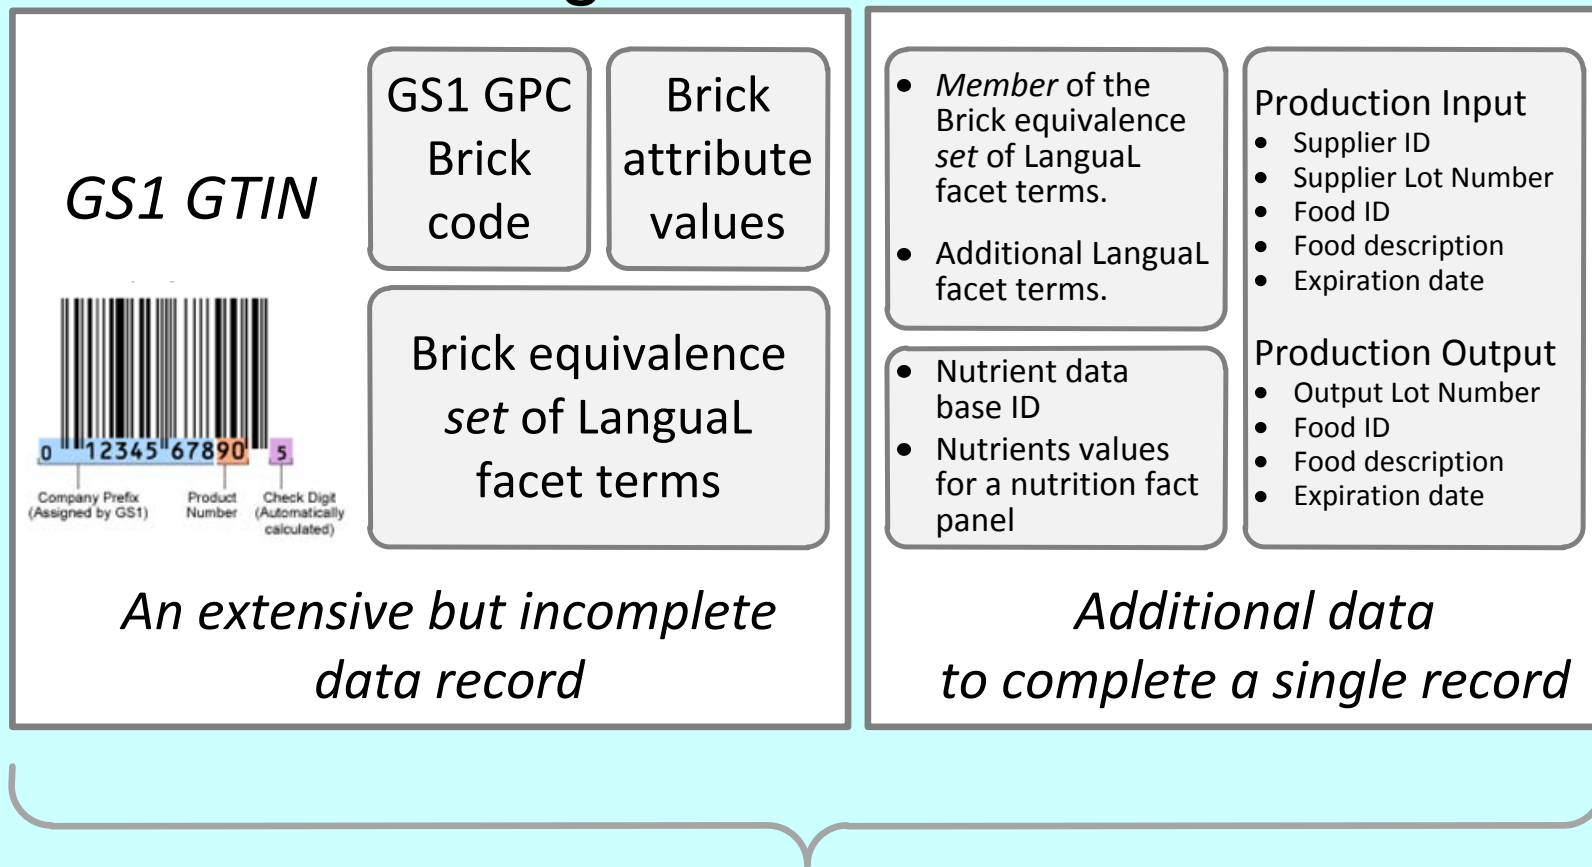 g
GS1 GTIN
0 12345 67890 5
Company Prefix
(Assigned by GS1)
Product
Number
Check Digit
(Automatically
calculated)
GS1 GPC
Brick
code
Brick
attribute
values
Brick equivalence
set of LanguaL
facet terms
An extensive but incomplete
data record
• Member of the
Brick equivalence
set of LanguaL
facet terms.
• Additional LanguaL
facet terms.
• Nutrient data
base ID
• Nutrients values
for a nutrition fact
panel
Production Input
• Supplier ID
• Supplier Lot Number
• Food ID
• Food description
• Expiration date
Production Output
• Output Lot Number
• Food ID
• Food description
• Expiration date
Additional data
to complete a single record